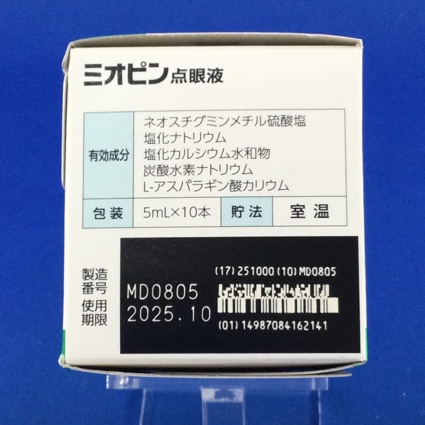 ミオピン点眼液
有効成分
ネオスチグミンメチル硫酸塩
塩化ナトリウム
塩化カルシウム水和物
炭酸水素ナトリウム
L-アスパラギン酸カリウム
包装 5mL×10本 貯法 室温
製造番号 MD0805
使用期限 2025.10
(17)251000(10)MD0805
(01)14987084162141